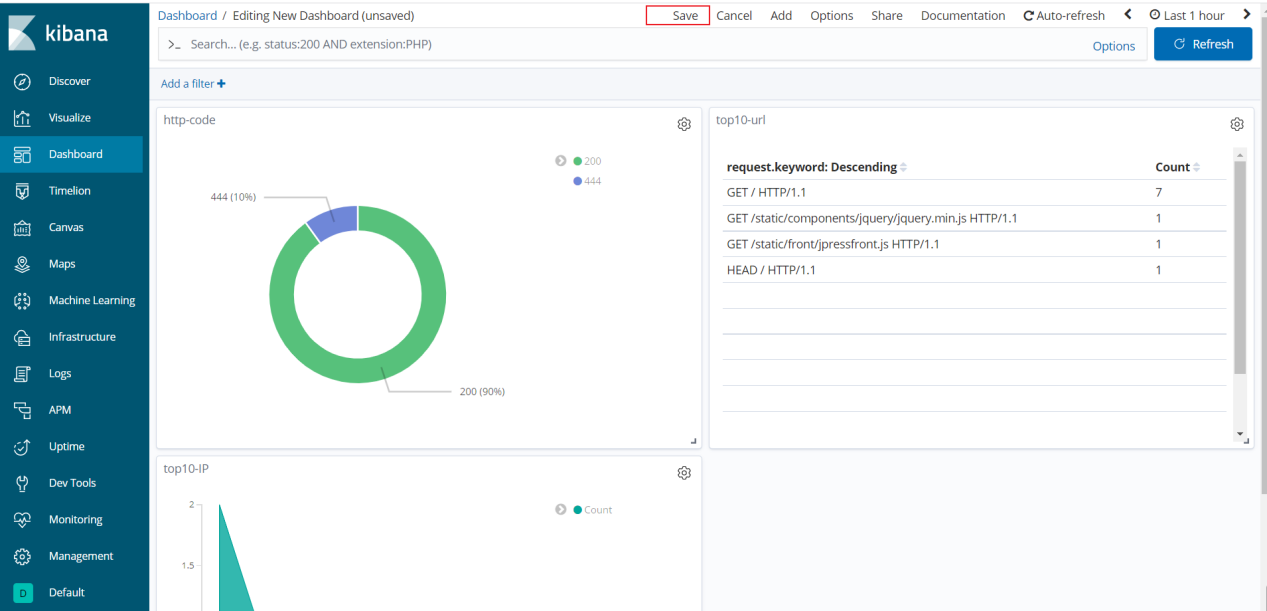 kibana
Discover
Visualize
Dashboard
Timelion
Canvas
Maps
Machine Learning
Infrastructure
Logs
APM
Uptime
Dev Tools
Monitoring
Management
D Default
Dashboard / Editing New Dashboard (unsaved)
Save Cancel Add Options Share Documentation Auto-refresh Last 1 hour
>_ Search... (e.g. status:200 AND extension:PHP) Options Refresh
Add a filter +
http-code
200
444
444 (10%)
200 (90%)
top10-url
request.keyword: Descending Count
GET / HTTP/1.1 7
GET /static/components/jquery/jquery.min.js HTTP/1.1 1
GET /static/front/jpressfront.js HTTP/1.1 1
HEAD / HTTP/1.1 1
top10-IP
2
Count
1.5